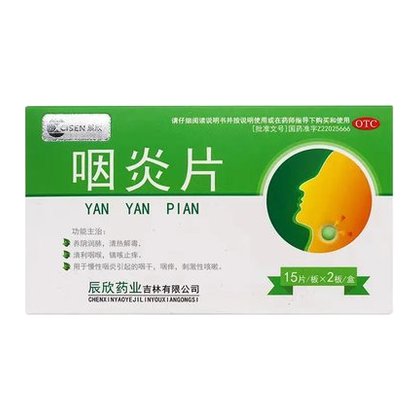 CISEN 辰欣
请仔细阅读说明书并按说明使用或在药师指导下购买和使用
[批准文号]国药准字Z22025666
OTC
咽炎片
YAN YAN PIAN
功能主治：
养阴润肺，清热解毒，
清利咽喉，镇咳止痒。
用于慢性咽炎引起的咽干，咽痒，刺激性咳嗽。
15片/板×2板/盒
辰欣药业吉林有限公司
CHENXINYAOYEJILINYOUXIANGONGSI